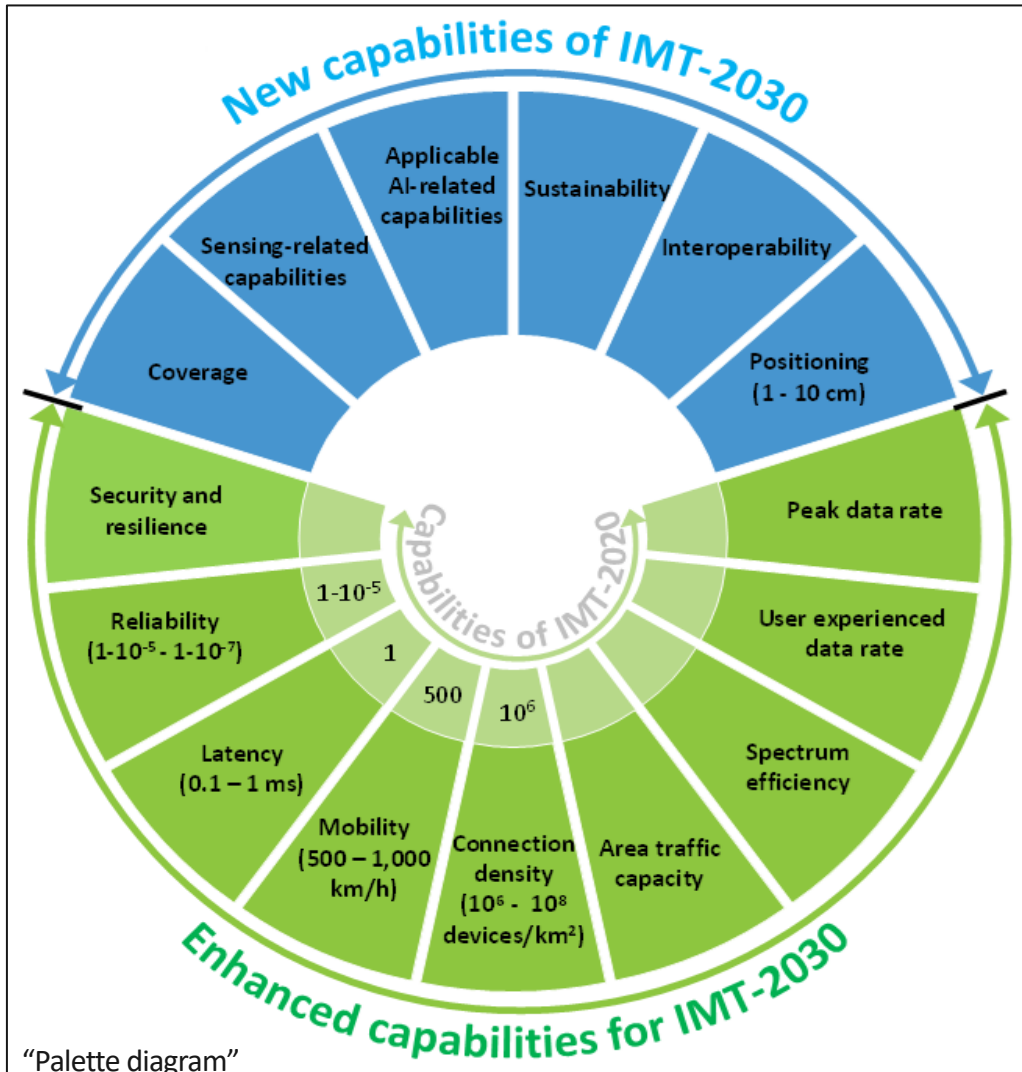 New capabilities of IMT-2030
Applicable
AI-related
capabilities
Sustainability
Sensing-related
capabilities
Interoperability
Coverage
Positioning
(1 - 10 cm)
Security and
resilience
Peak data rate
Capabilities of IMT-2020
Reliability
(1-10⁻⁵ - 1-10⁻⁷)
1-10⁻⁵
User experienced
data rate
Latency
(0.1 – 1 ms)
1
Spectrum
efficiency
Mobility
(500 – 1,000
km/h)
500
Connection
density
(10⁶ - 10⁸
devices/km²)
10⁶
Area traffic
capacity
Enhanced capabilities for IMT-2030
“Palette diagram”